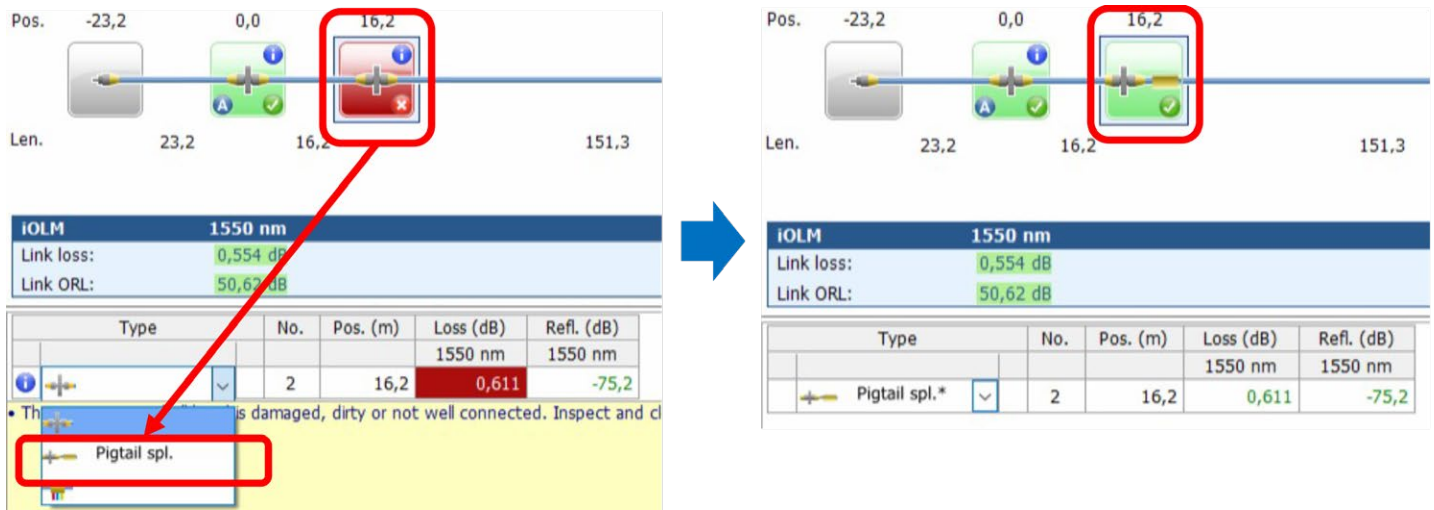 Pos. -23,2 0,0 16,2
A
Len. 23,2 16,2 151,3
iOLM 1550 nm
Link loss: 0,554 dB
Link ORL: 50,62 dB
Type No. Pos. (m) Loss (dB) Refl. (dB)
1550 nm 1550 nm
2 16,2 0,611 -75,2
is damaged, dirty or not well connected. Inspect and cl
Pigtail spl.
Pos. -23,2 0,0 16,2
A
Len. 23,2 16,2 151,3
iOLM 1550 nm
Link loss: 0,554 dB
Link ORL: 50,62 dB
Type No. Pos. (m) Loss (dB) Refl. (dB)
1550 nm 1550 nm
Pigtail spl.* 2 16,2 0,611 -75,2